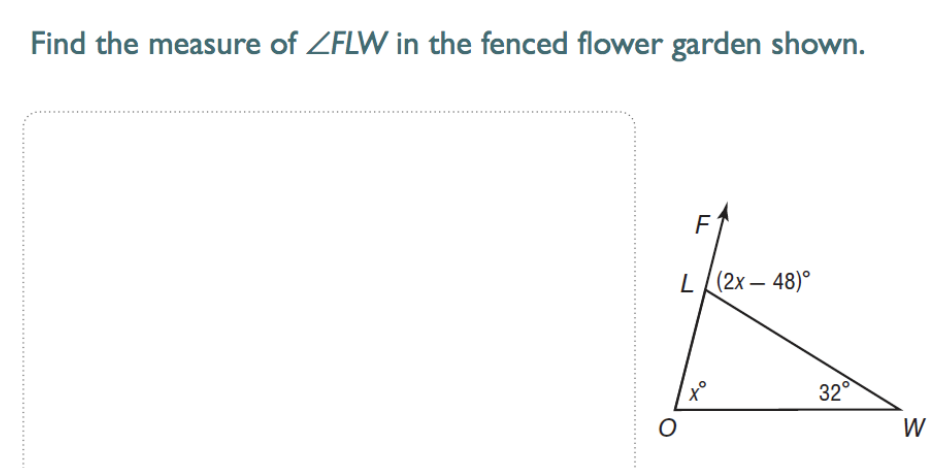 Find the measure of ∠FLW in the fenced flower garden shown.
F
L (2x – 48)°
x° 32°
O W